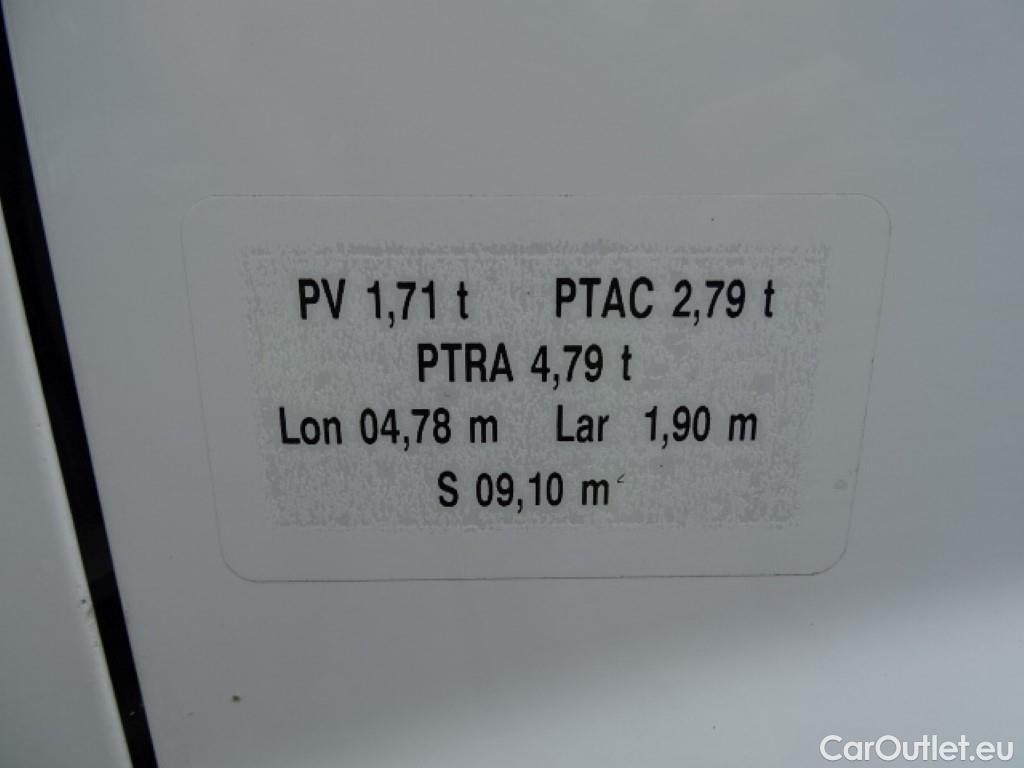 PV 1,71 t PTAC 2,79 t
PTRA 4,79 t
Lon 04,78 m Lar 1,90 m
S 09,10 m²
CarOutlet.eu